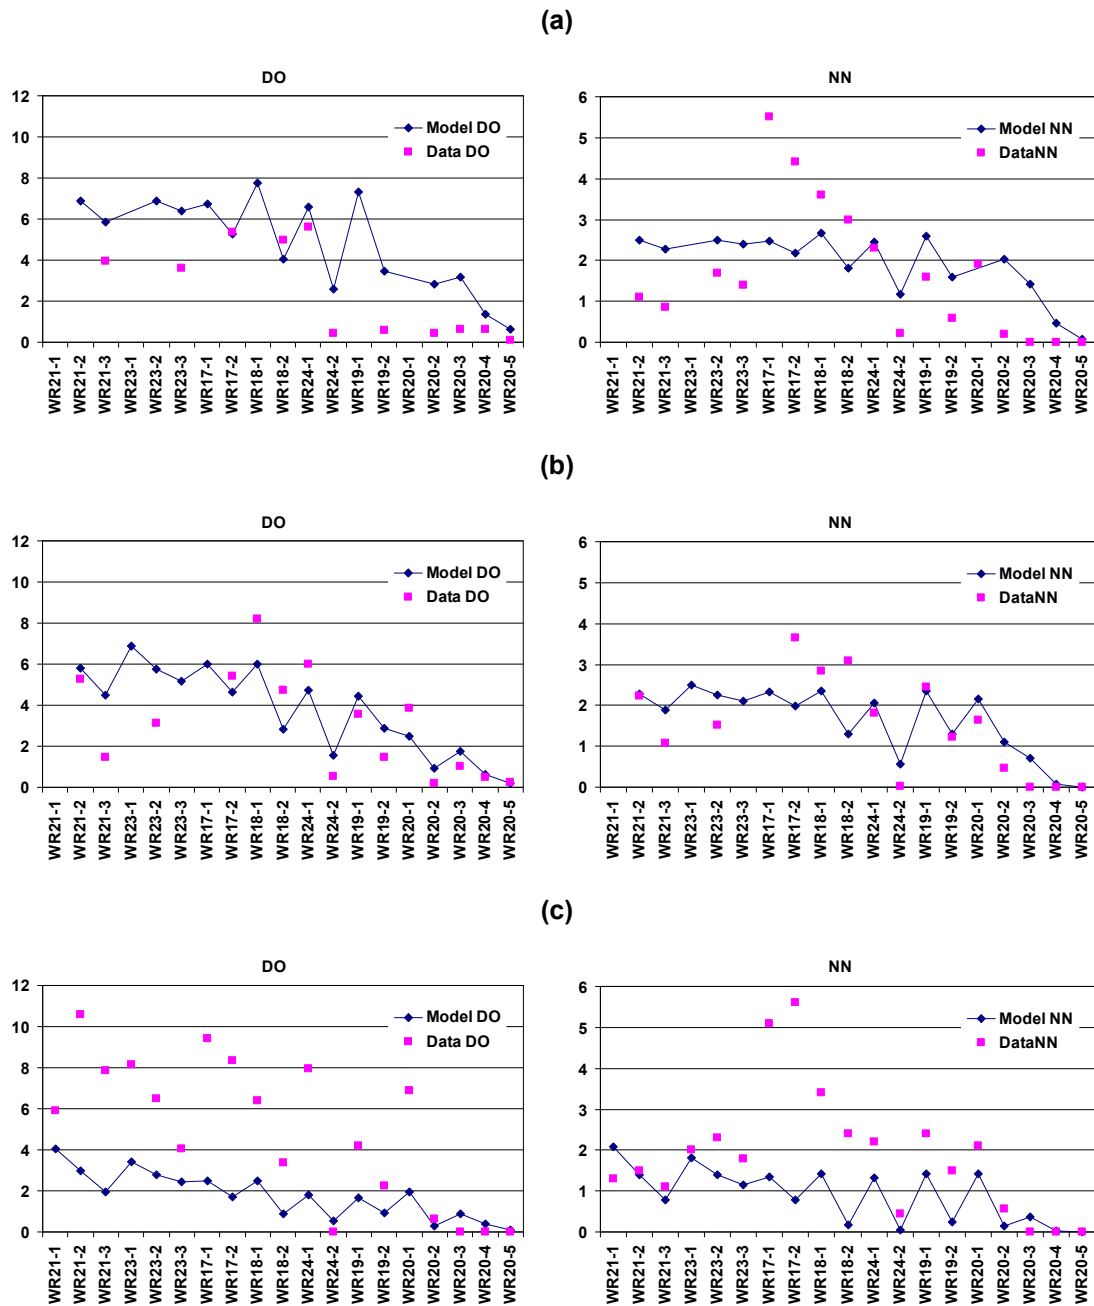 (a)
DO
12
10
8
6
4
2
0
Model DO
Data DO
WR21-1
WR21-2
WR21-3
WR23-1
WR23-2
WR23-3
WR17-1
WR17-2
WR18-1
WR18-2
WR24-1
WR24-2
WR19-1
WR19-2
WR20-1
WR20-2
WR20-3
WR20-4
WR20-5
NN
6
5
4
3
2
1
0
Model NN
DataNN
WR21-1
WR21-2
WR21-3
WR23-1
WR23-2
WR23-3
WR17-1
WR17-2
WR18-1
WR18-2
WR24-1
WR24-2
WR19-1
WR19-2
WR20-1
WR20-2
WR20-3
WR20-4
WR20-5
(b)
DO
12
10
8
6
4
2
0
Model DO
Data DO
WR21-1
WR21-2
WR21-3
WR23-1
WR23-2
WR23-3
WR17-1
WR17-2
WR18-1
WR18-2
WR24-1
WR24-2
WR19-1
WR19-2
WR20-1
WR20-2
WR20-3
WR20-4
WR20-5
NN
6
5
4
3
2
1
0
Model NN
DataNN
WR21-1
WR21-2
WR21-3
WR23-1
WR23-2
WR23-3
WR17-1
WR17-2
WR18-1
WR18-2
WR24-1
WR24-2
WR19-1
WR19-2
WR20-1
WR20-2
WR20-3
WR20-4
WR20-5
(c)
DO
12
10
8
6
4
2
0
Model DO
Data DO
WR21-1
WR21-2
WR21-3
WR23-1
WR23-2
WR23-3
WR17-1
WR17-2
WR18-1
WR18-2
WR24-1
WR24-2
WR19-1
WR19-2
WR20-1
WR20-2
WR20-3
WR20-4
WR20-5
NN
6
5
4
3
2
1
0
Model NN
DataNN
WR21-1
WR21-2
WR21-3
WR23-1
WR23-2
WR23-3
WR17-1
WR17-2
WR18-1
WR18-2
WR24-1
WR24-2
WR19-1
WR19-2
WR20-1
WR20-2
WR20-3
WR20-4
WR20-5